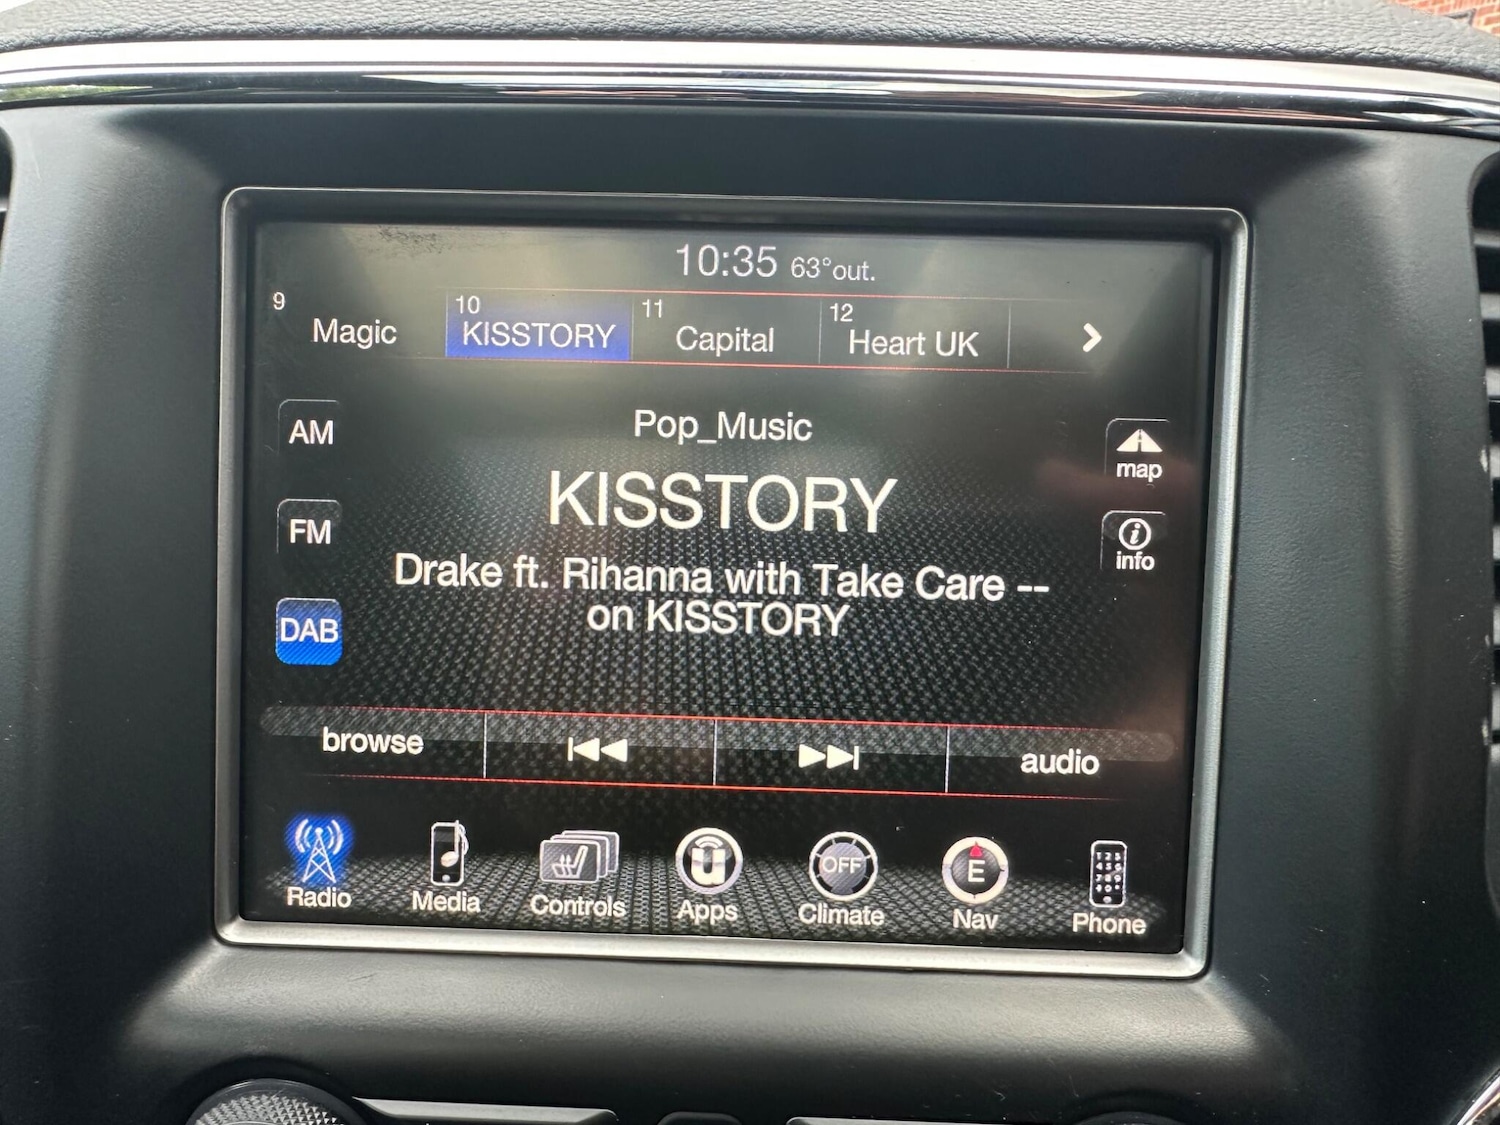 10:35 63°out.
9 Magic 10 KISSTORY 11 Capital 12 Heart UK
AM
Pop_Music
map
KISSTORY
FM
info
Drake ft. Rihanna with Take Care --
on KISSTORY
DAB
browse audio
OFF E
Radio Media Controls Apps Climate Nav Phone